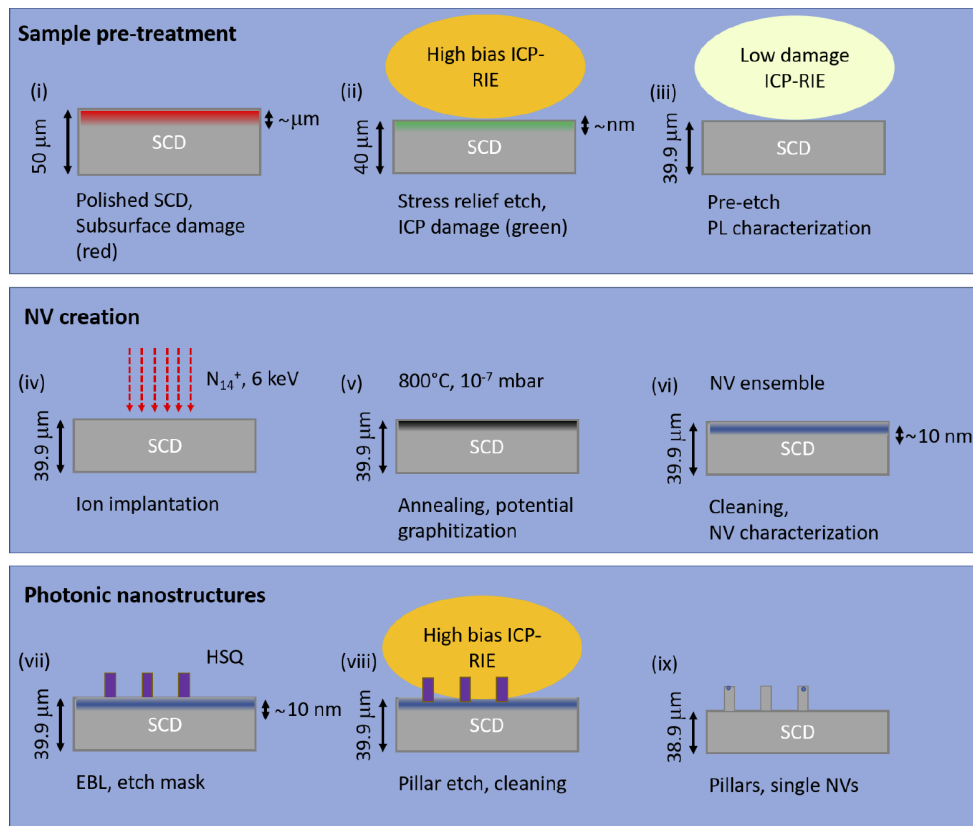 Sample pre-treatment
High bias ICP-
RIE
Low damage
ICP-RIE
(i)
(ii)
(iii)
50 µm
SCD
~µm
40 µm
SCD
~nm
39.9 µm
SCD
Polished SCD,
Subsurface damage
(red)
Stress relief etch,
ICP damage (green)
Pre-etch
PL characterization
NV creation
(iv)
N14+, 6 keV
(v)
800°C, 10-7 mbar
(vi)
NV ensemble
39.9 µm
SCD
39.9 µm
SCD
39.9 µm
SCD
~10 nm
Ion implantation
Annealing, potential
graphitization
Cleaning,
NV characterization
Photonic nanostructures
(vii)
HSQ
(viii)
High bias ICP-
RIE
(ix)
39.9 µm
SCD
~10 nm
39.9 µm
SCD
38.9 µm
SCD
EBL, etch mask
Pillar etch, cleaning
Pillars, single NVs